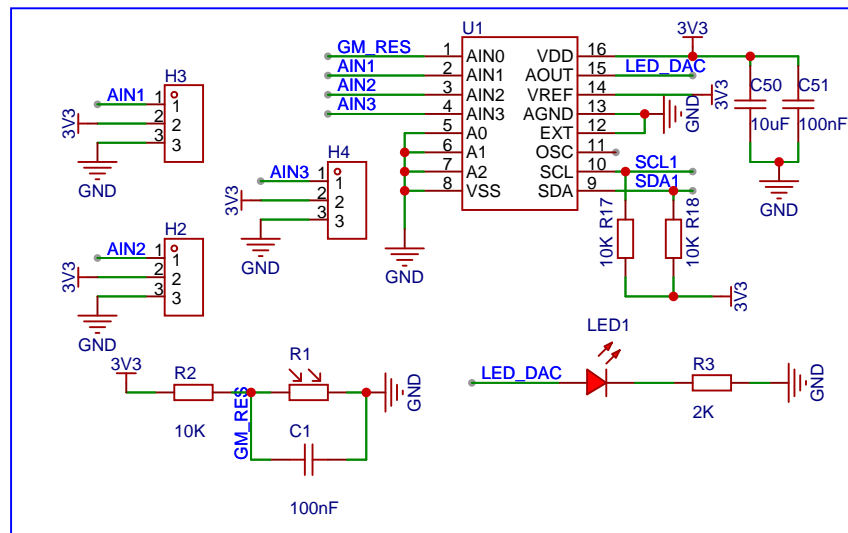 U1
3V3
GM_RES 1 AIN0 VDD 16
AIN1 2 AIN1 AOUT 15 LED_DAC
AIN2 3 AIN2 VREF 14 3V3
AIN3 4 AIN3 AGND 13 GND
5 A0 EXT 12
6 A1 OSC 11
7 A2 SCL 10 SCL1
8 VSS SDA 9 SDA1
GND
C50 C51
10uF 100nF
GND
R17 R18
10K 10K
3V3
H3
AIN1 1 1
3V3 2 2
3 3
GND
H4
AIN3 1 1
3V3 2 2
3 3
GND
H2
AIN2 1 1
3V3 2 2
3 3
GND
3V3
R2
10K
GM_RES
R1
GND
C1
100nF
LED1
LED_DAC
R3
2K
GND